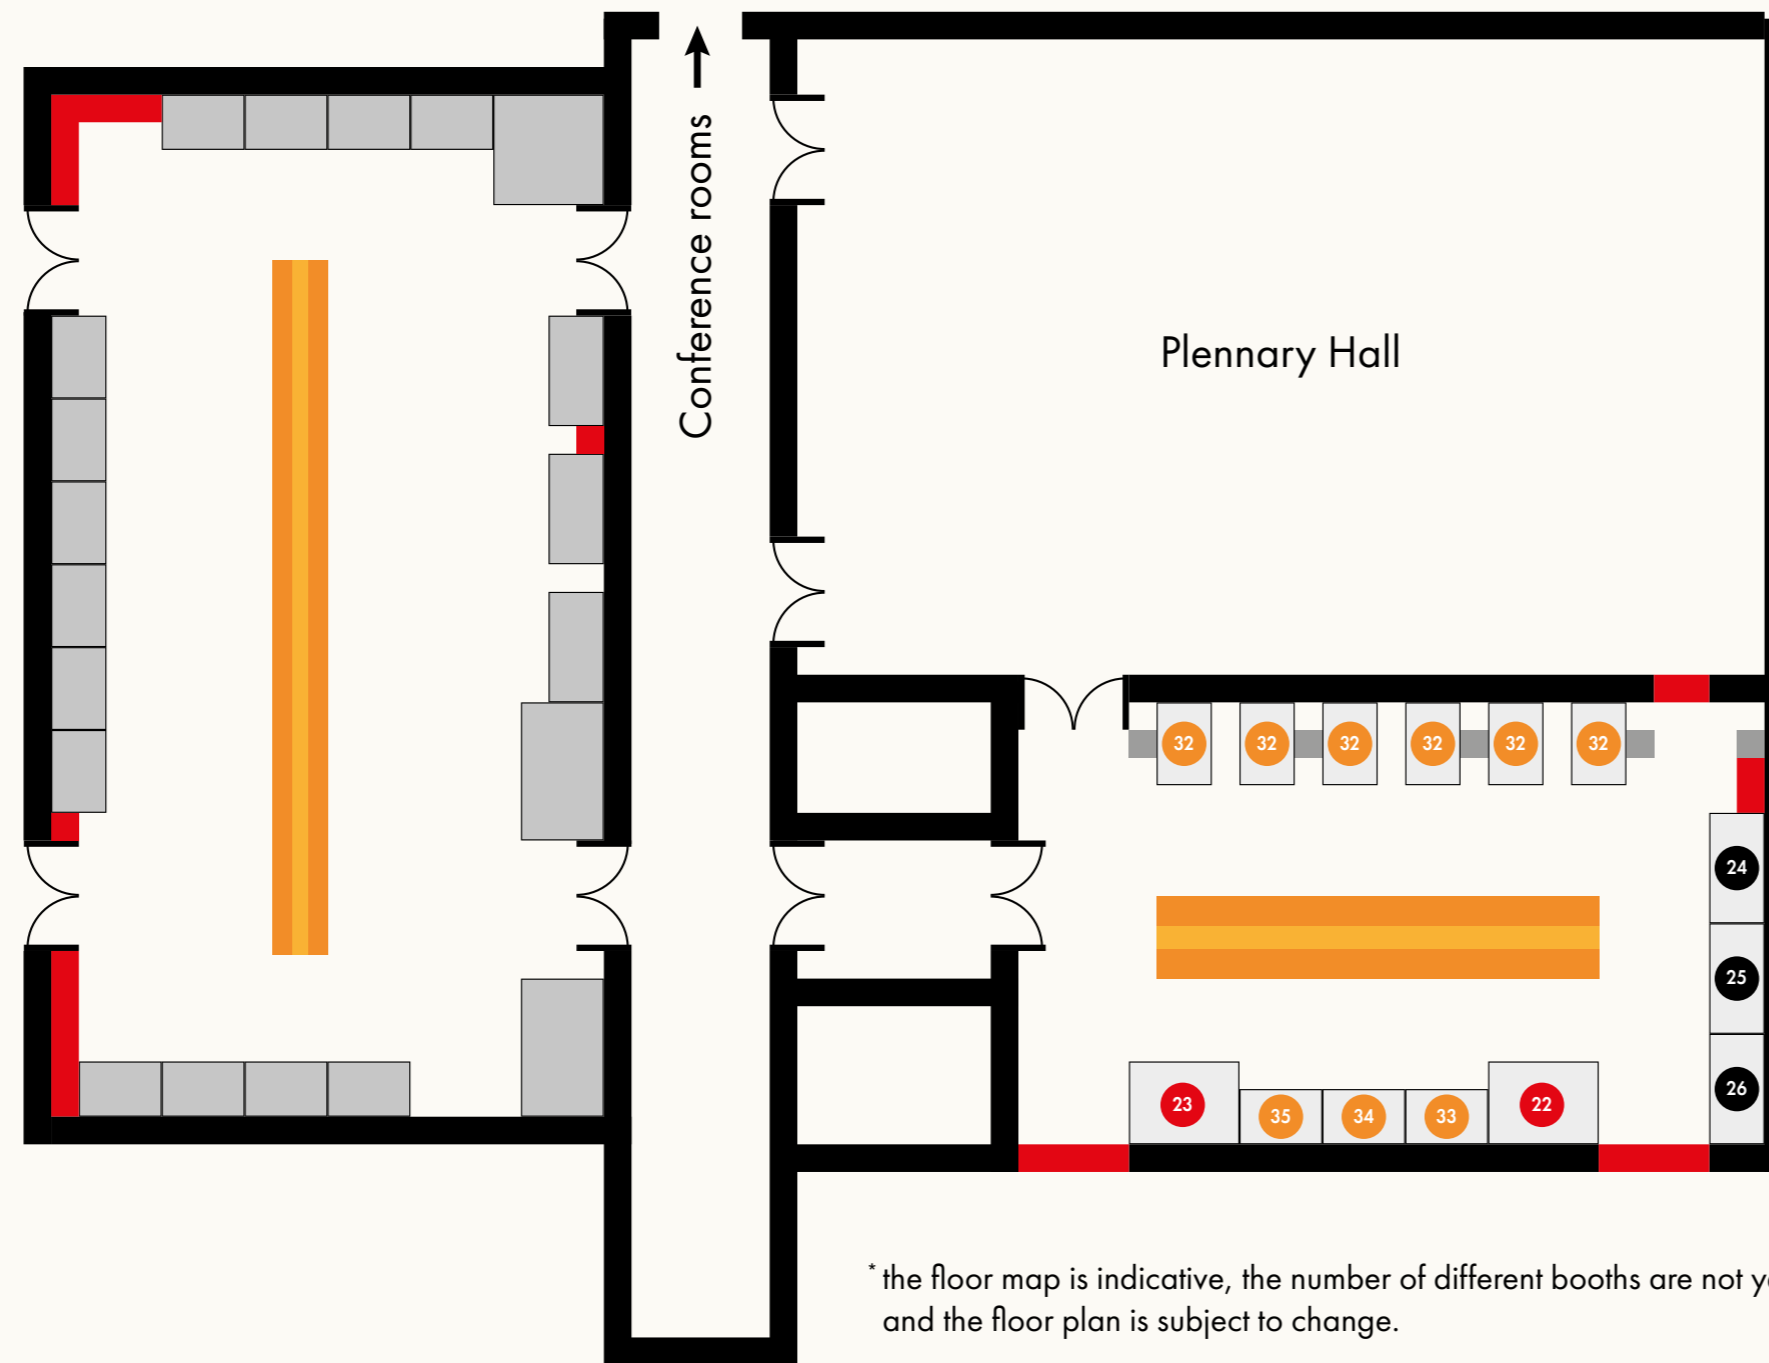 Conference rooms
Plennary Hall
32 32 32 32 32 32
24
25
26
23 35 34 33 22
* the floor map is indicative, the number of different booths are not
and the floor plan is subject to change.